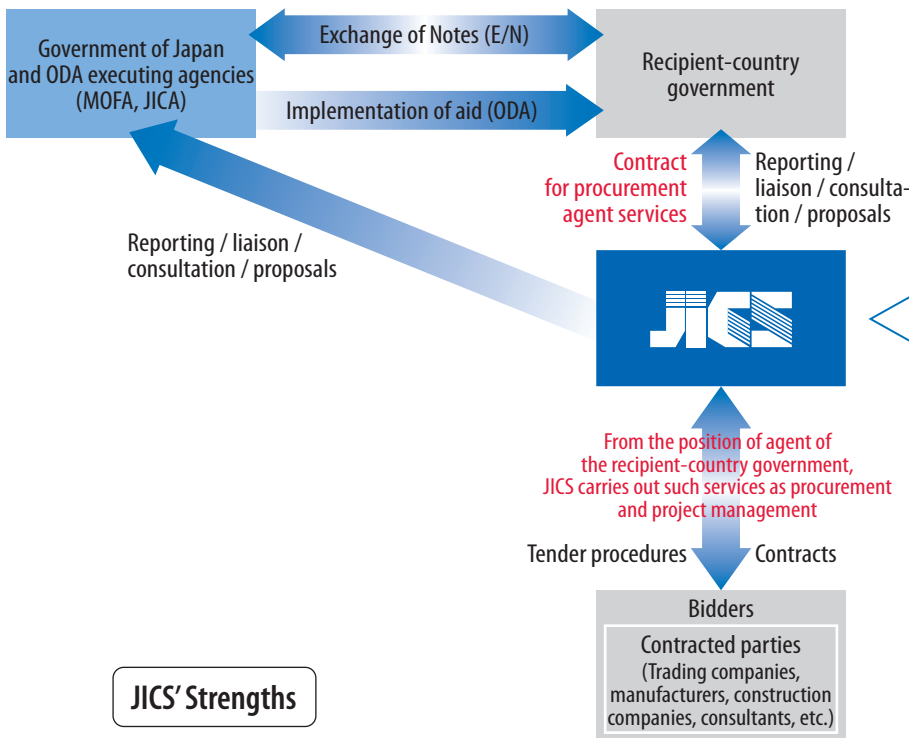 Government of Japan
and ODA executing agencies
(MOFA, JICA)
Exchange of Notes (E/N)
Implementation of aid (ODA)
Recipient-country
government
Contract
for procurement
agent services
Reporting /
liaison / consulta-
tion / proposals
Reporting / liaison /
consultation / proposals
JICS
From the position of agent of
the recipient-country government,
JICS carries out such services as procurement
and project management
Tender procedures
Contracts
Bidders
Contracted parties
(Trading companies,
manufacturers, construction
companies, consultants, etc.)
JICS’ Strengths